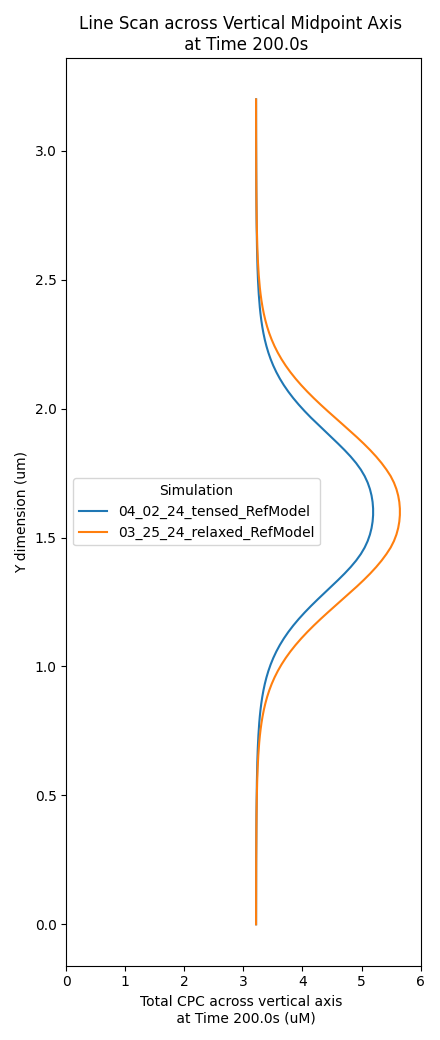 Line Scan across Vertical Midpoint Axis
at Time 200.0s
3.0
2.5
2.0
1.5
1.0
0.5
0.0
Y dimension (um)
Simulation
04_02_24_tensed_RefModel
03_25_24_relaxed_RefModel
0 1 2 3 4 5 6
Total CPC across vertical axis
at Time 200.0s (uM)